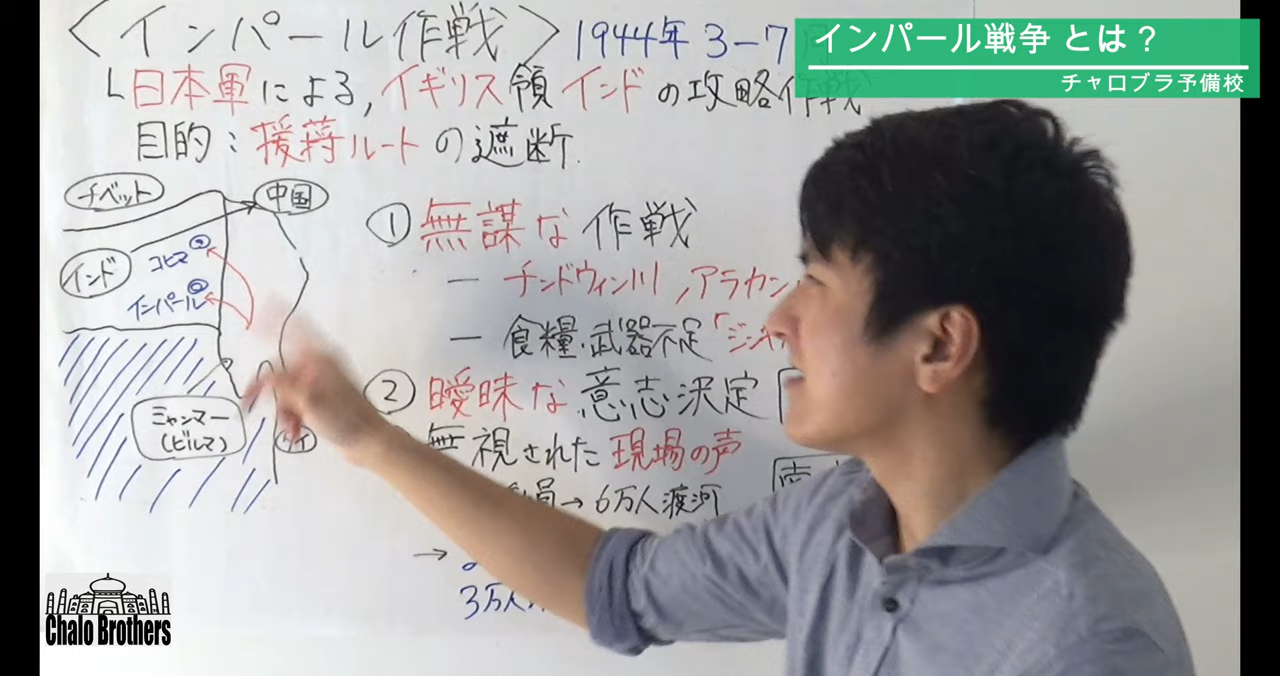 インパール戦争 とは？
チャロブラ予備校
〈インパール作戦〉 1944年 3-7月
└日本軍による, イギリス領インドの攻略作戦
目的：援蒋ルートの遮断.
チベット
中国
インド
コヒマ
インパール
ミャンマー
(ビルマ)
タイ
① 無謀な作戦
― チンドウィン川, アラカン
― 食糧・武器不足「ジンギ
② 曖昧な意志決定
無視された現場の声
員→6万人渡河
→
3万人
Chalo Brothers